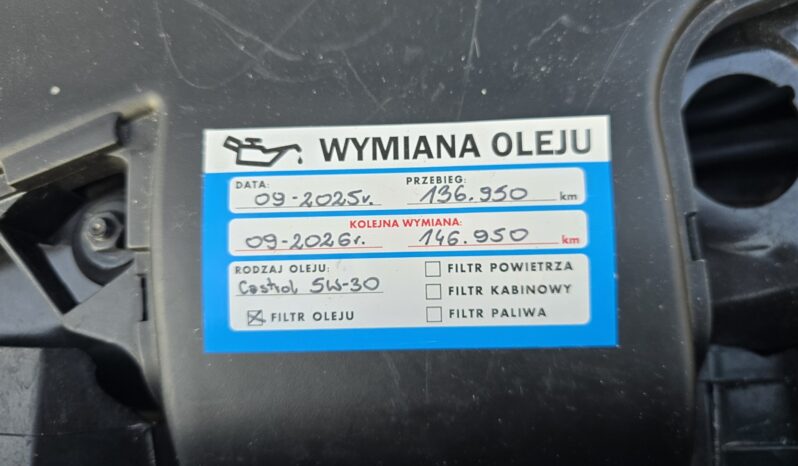 WYMIANA OLEJU
DATA: 09-2025r. PRZEBIEG: 136.950 km
KOLEJNA WYMIANA:
09-2026r. 146.950 km
RODZAJ OLEJU: FILTR POWIETRZA
Castrol 5W-30 FILTR KABINOWY
FILTR OLEJU FILTR PALIWA